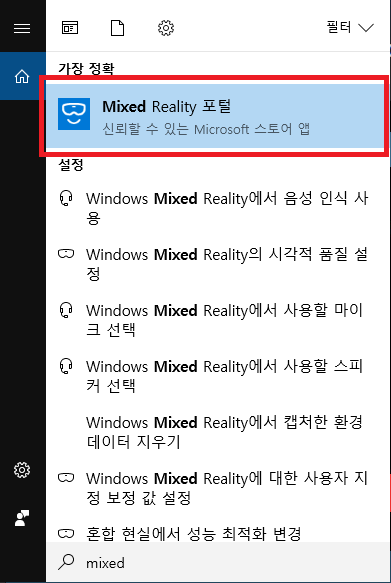 필터
가장 정확
Mixed Reality 포털
신뢰할 수 있는 Microsoft 스토어 앱
설정
Windows Mixed Reality에서 음성 인식 사
용
Windows Mixed Reality의 시각적 품질 설
정
Windows Mixed Reality에서 사용할 마이
크 선택
Windows Mixed Reality에서 사용할 스피
커 선택
Windows Mixed Reality에서 캡처한 환경
데이터 지우기
Windows Mixed Reality에 대한 사용자 지
정 보정 값 설정
혼합 현실에서 성능 최적화 변경
mixed